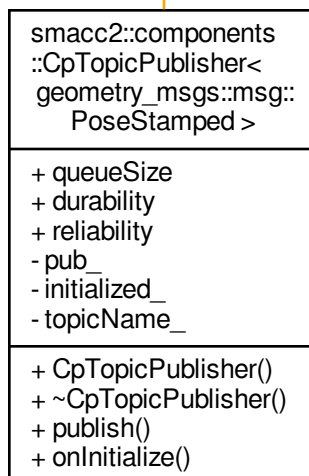 smacc2::components
::CpTopicPublisher<
geometry_msgs::msg::
PoseStamped >
+ queueSize
+ durability
+ reliability
- pub_
- initialized_
- topicName_
+ CpTopicPublisher()
+ ~CpTopicPublisher()
+ publish()
+ onInitialize()